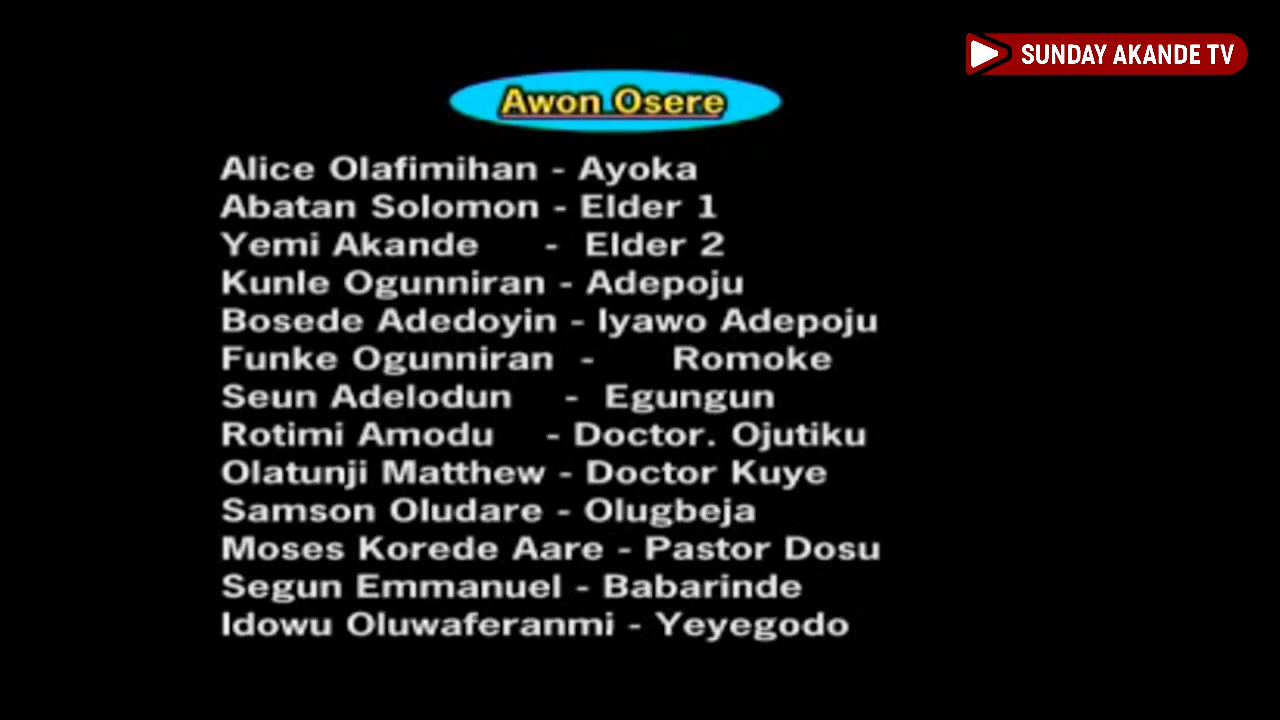 SUNDAY AKANDE TV
Awon Osere
Alice Olafimihan - Ayoka
Abatan Solomon - Elder 1
Yemi Akande - Elder 2
Kunle Ogunniran - Adepoju
Bosede Adedoyin - Iyawo Adepoju
Funke Ogunniran - Romoke
Seun Adelodun - Egungun
Rotimi Amodu - Doctor. Ojutiku
Olatunji Matthew - Doctor Kuye
Samson Oludare - Olugbeja
Moses Korede Aare - Pastor Dosu
Segun Emmanuel - Babarinde
Idowu Oluwaferanmi - Yeyegodo